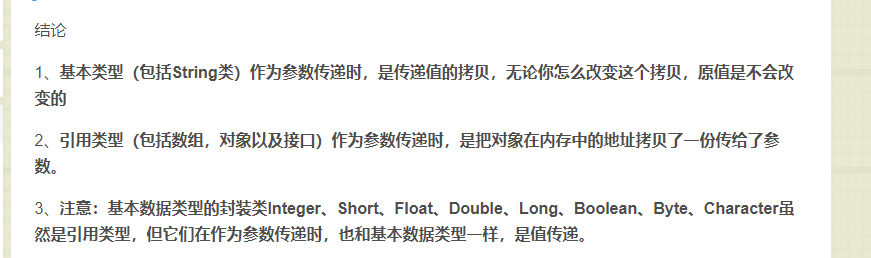 结论
1、基本类型（包括String类）作为参数传递时，是传递值的拷贝，无论你怎么改变这个拷贝，原值是不会改
变的
2、引用类型（包括数组，对象以及接口）作为参数传递时，是把对象在内存中的地址拷贝了一份传给了参
数。
3、注意：基本数据类型的封装类Integer、Short、Float、Double、Long、Boolean、Byte、Character虽
然是引用类型，但它们在作为参数传递时，也和基本数据类型一样，是值传递。